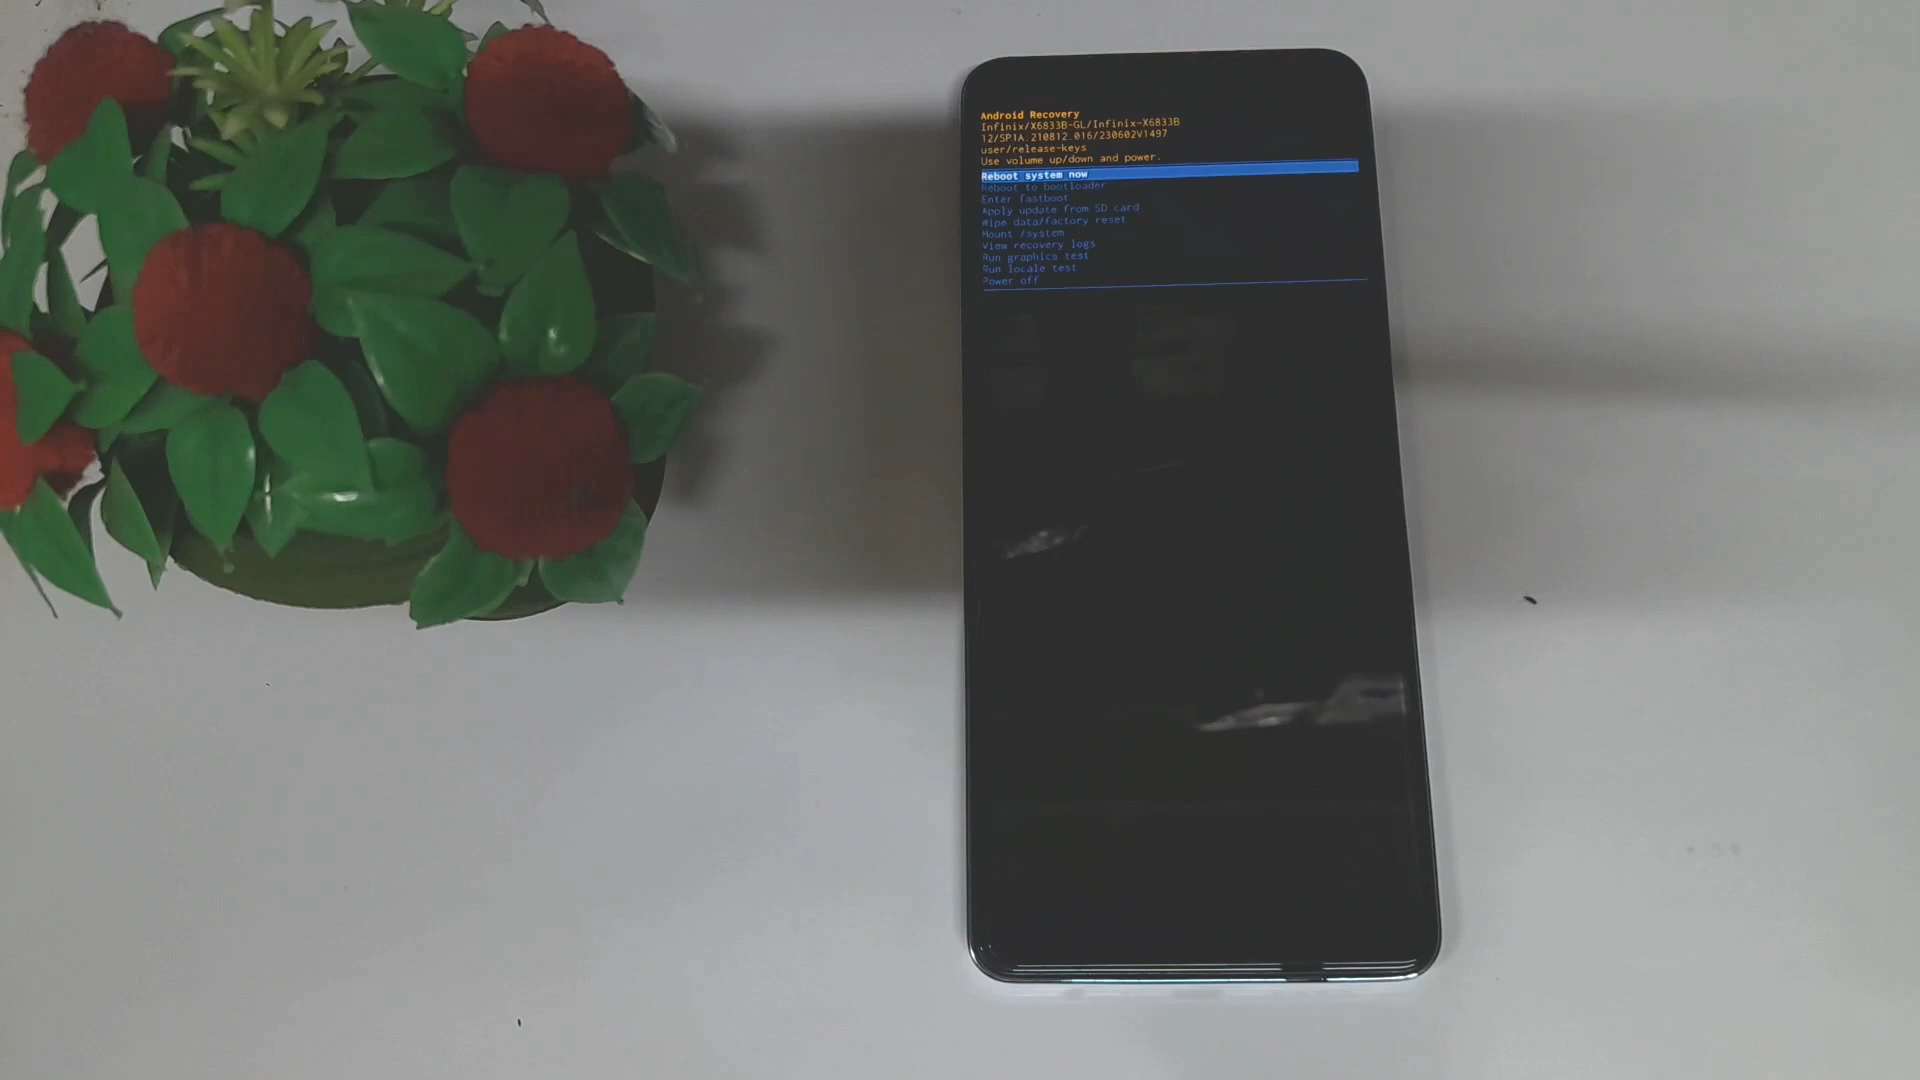 Android Recovery
Infinix/X6833B-GL/Infinix-X6833B
12/SP1A.210812.016/230602V1497
user/release-keys
Use volume up/down and power.
Reboot system now
Reboot to bootloader
Enter fastboot
Apply update from SD card
Wipe data/factory reset
Mount /system
View recovery logs
Run graphics test
Run locale test
Power off